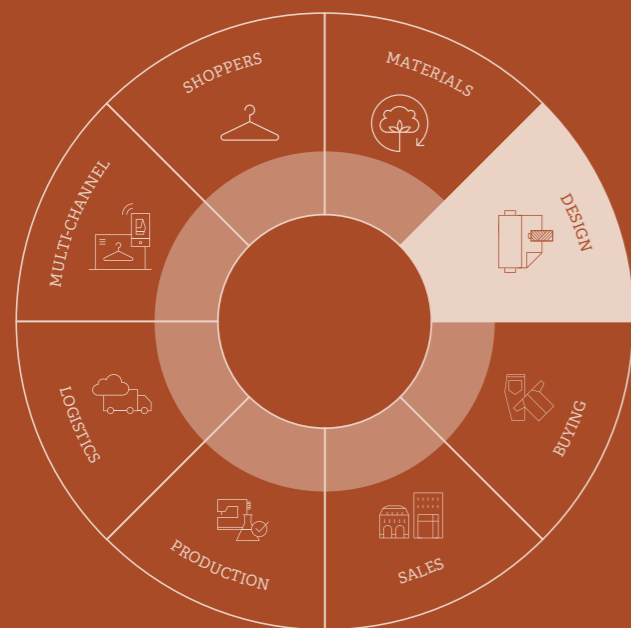 SHOPPERS
MATERIALS
MULTI-CHANNEL
DESIGN
LOGISTICS
BUYING
PRODUCTION
SALES